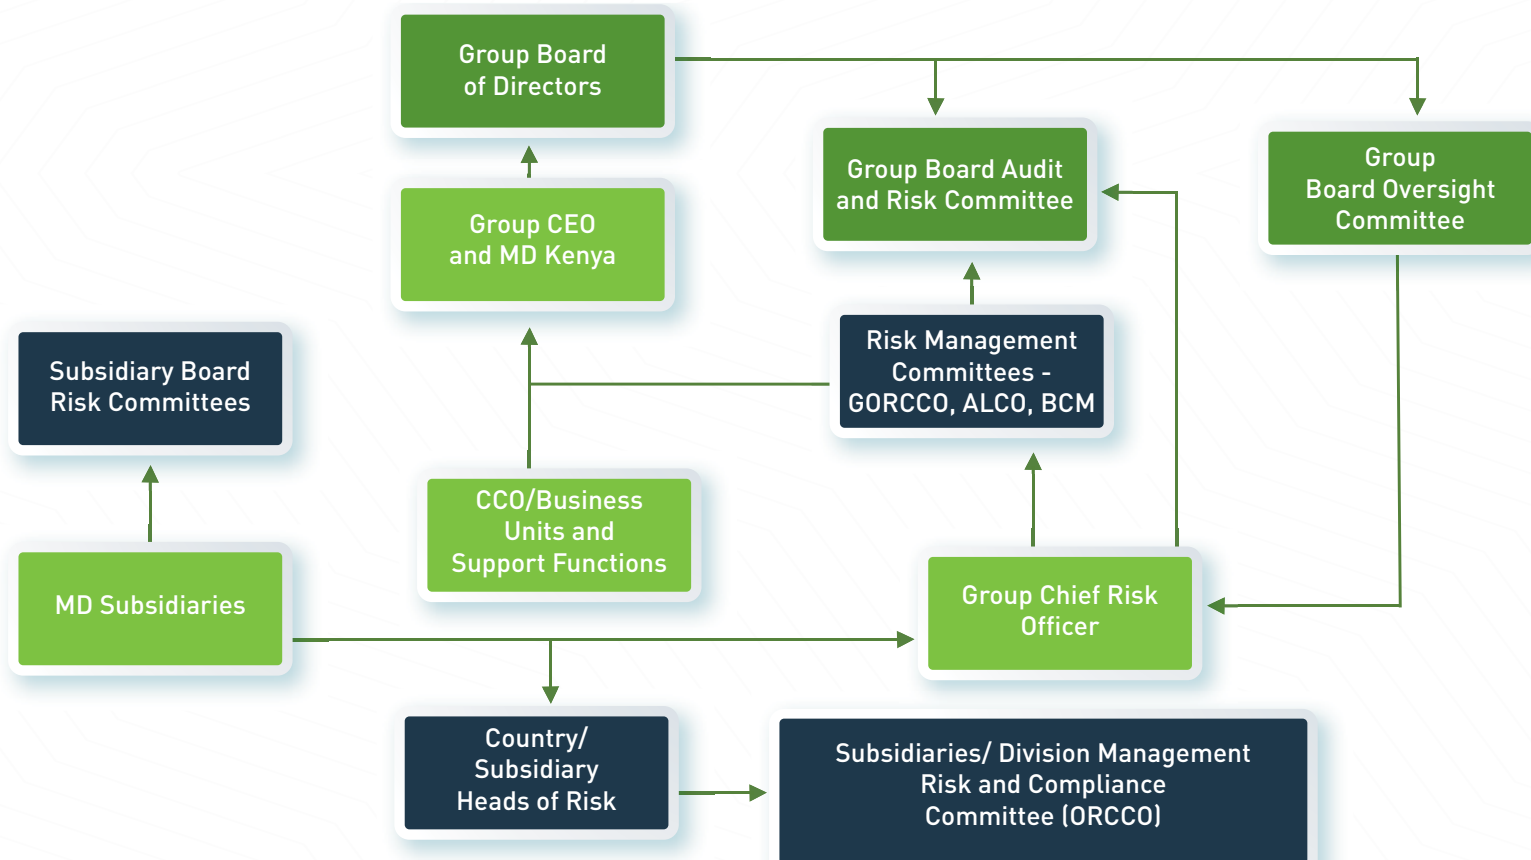 Group Board
of Directors
Group Board Audit
and Risk Committee
Group
Board Oversight
Committee
Group CEO
and MD Kenya
Risk Management
Committees -
GORCCO, ALCO, BCM
Subsidiary Board
Risk Committees
CCO/Business
Units and
Support Functions
MD Subsidiaries
Group Chief Risk
Officer
Country/
Subsidiary
Heads of Risk
Subsidiaries/ Division Management
Risk and Compliance
Committee (ORCCO)